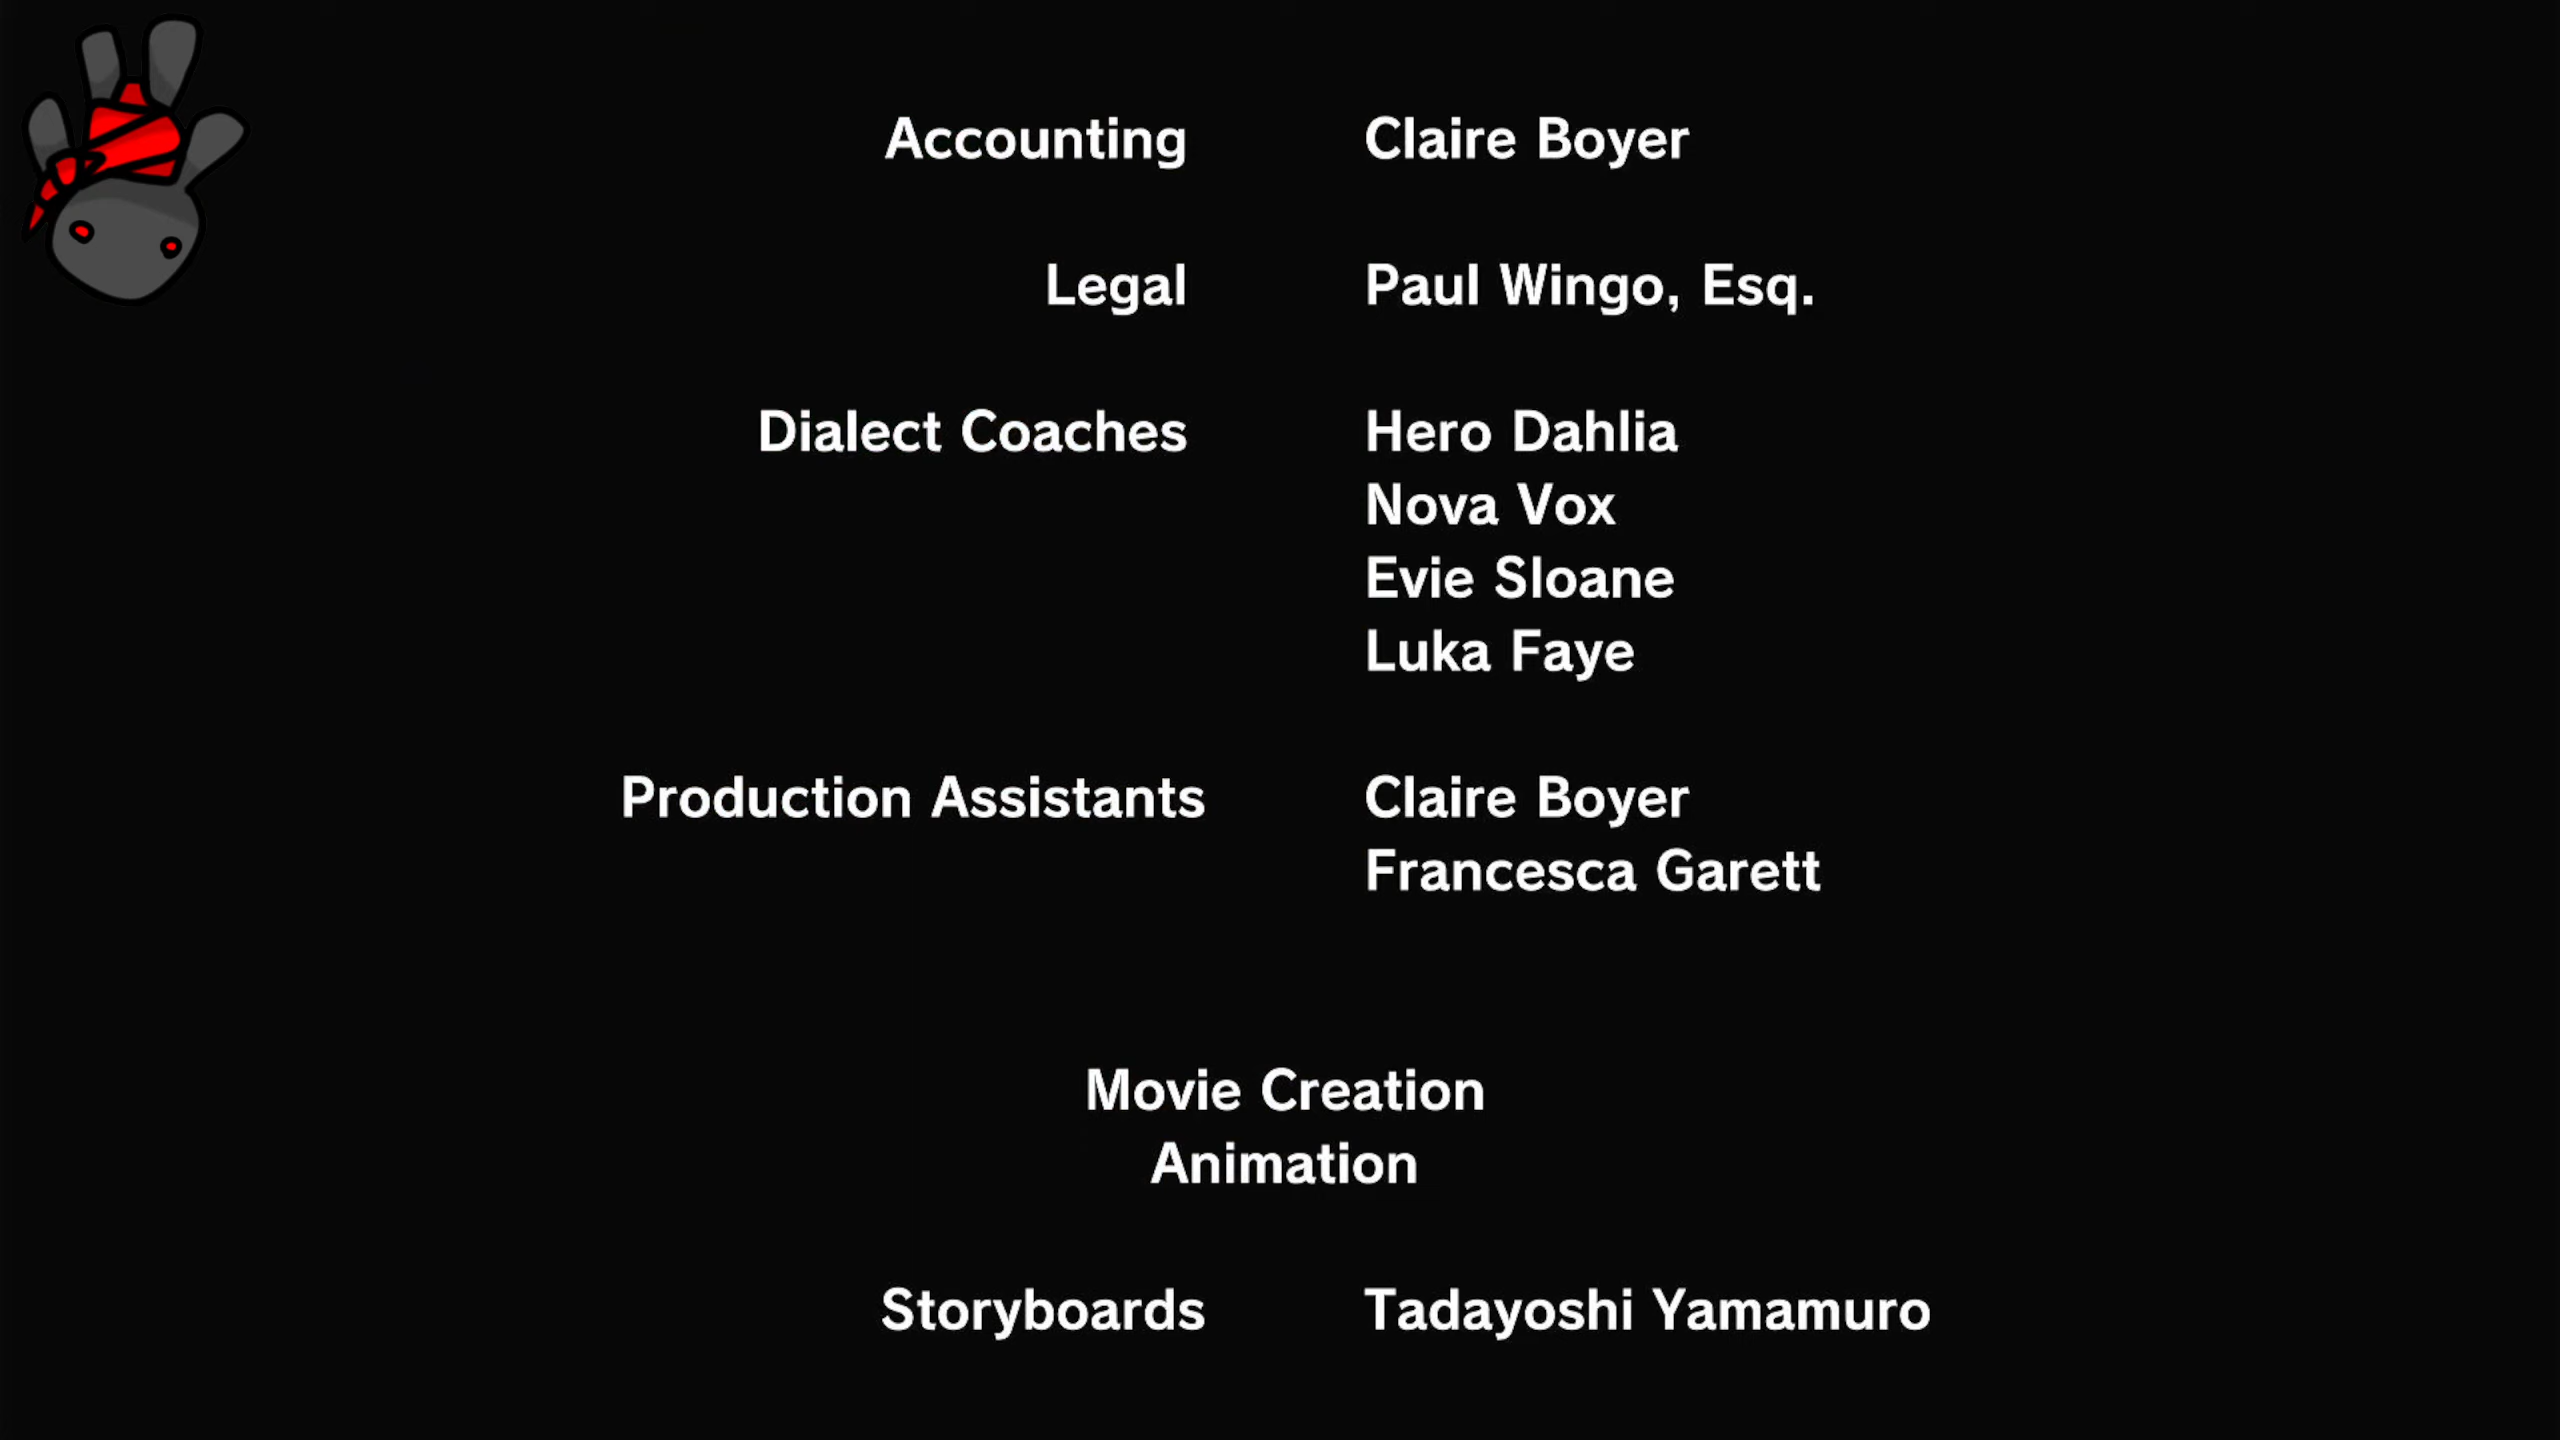 Accounting Claire Boyer
Legal Paul Wingo, Esq.
Dialect Coaches Hero Dahlia
Nova Vox
Evie Sloane
Luka Faye
Production Assistants Claire Boyer
Francesca Garett
Movie Creation
Animation
Storyboards Tadayoshi Yamamuro